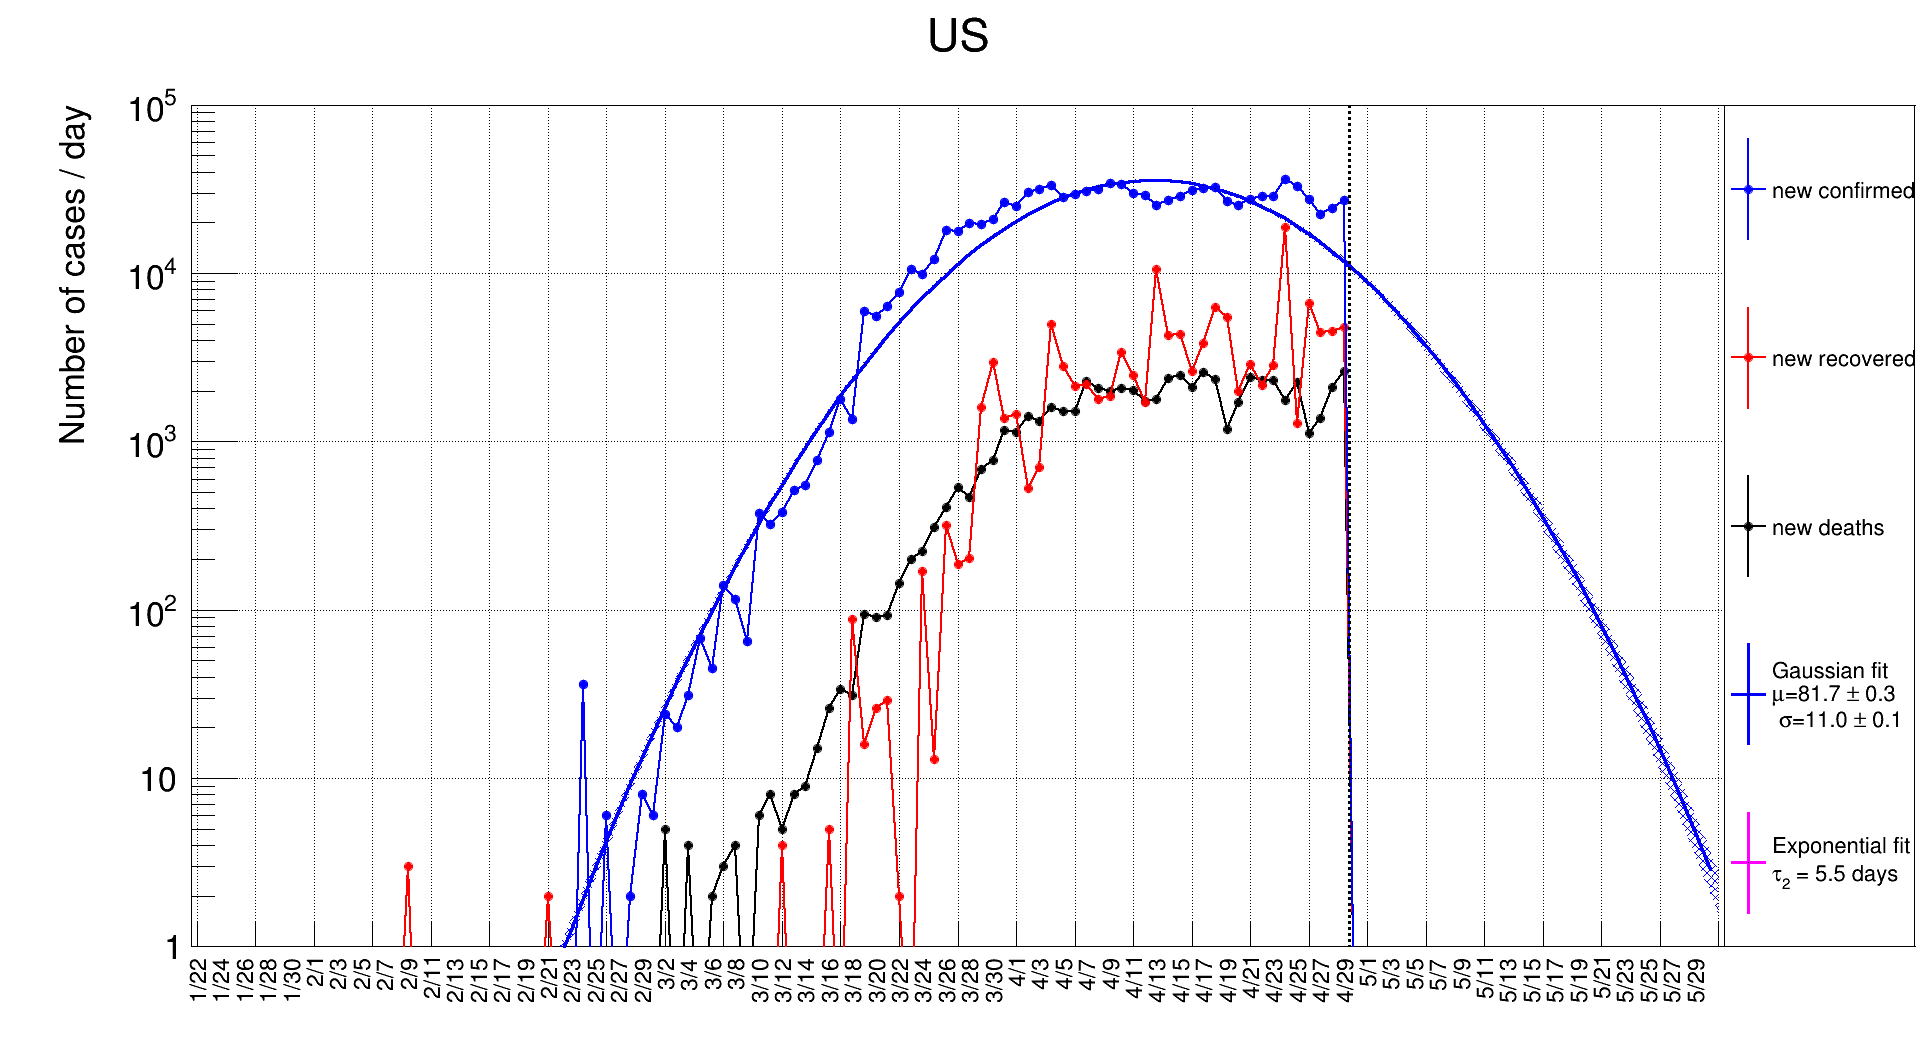 US
Number of cases / day
10^5
10^4
10^3
10^2
10
1
1/22 1/24 1/26 1/28 1/30 2/1 2/3 2/5 2/7 2/9 2/11 2/13 2/15 2/17 2/19 2/21 2/23 2/25 2/27 2/29 3/2 3/4 3/6 3/8 3/10 3/12 3/14 3/16 3/18 3/20 3/22 3/24 3/26 3/28 3/30 4/1 4/3 4/5 4/7 4/9 4/11 4/13 4/15 4/17 4/19 4/21 4/23 4/25 4/27 4/29 5/1 5/3 5/5 5/7 5/9 5/11 5/13 5/15 5/17 5/19 5/21 5/23 5/25 5/27 5/29
new confirmed
new recovered
new deaths
Gaussian fit
μ=81.7 ± 0.3
σ=11.0 ± 0.1
Exponential fit
τ₂ = 5.5 days